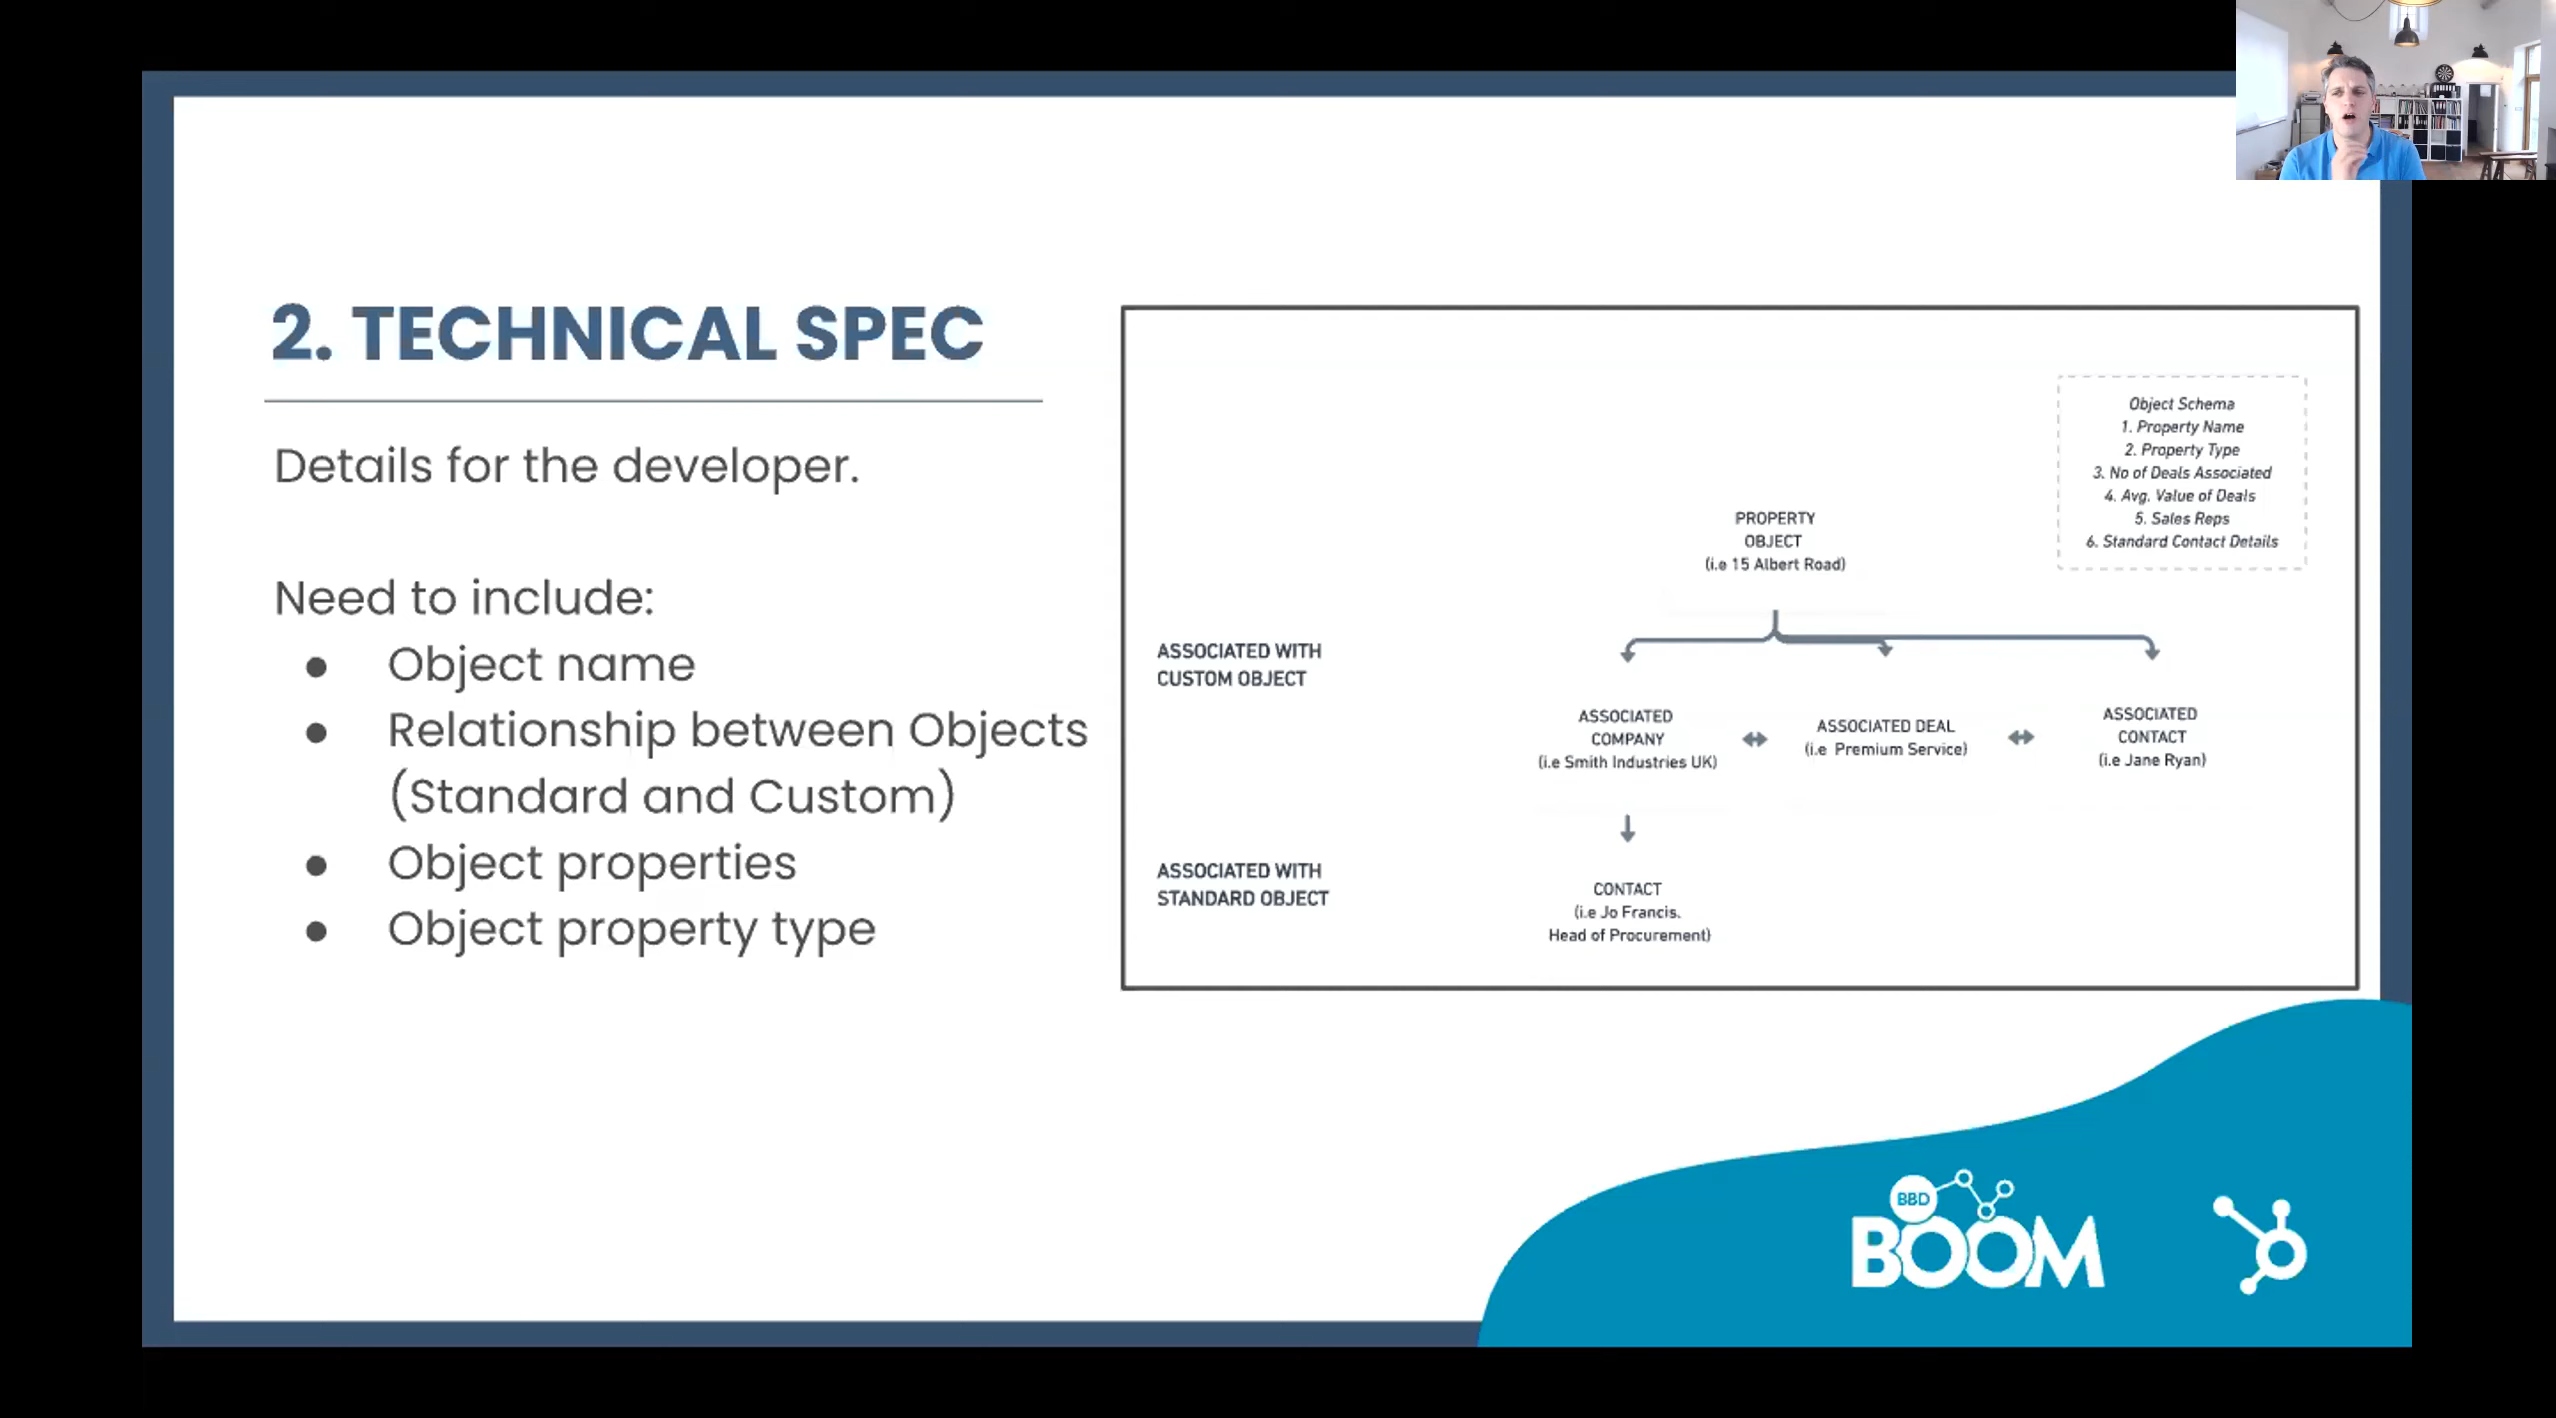 2. TECHNICAL SPEC
Details for the developer.
Need to include:
● Object name
● Relationship between Objects
(Standard and Custom)
● Object properties
● Object property type
Object Schema
1. Property Name
2. Property Type
3. No of Deals Associated
4. Avg. Value of Deals
5. Sales Reps
6. Standard Contact Details
PROPERTY
OBJECT
(i.e 15 Albert Road)
ASSOCIATED WITH
CUSTOM OBJECT
ASSOCIATED
COMPANY
(i.e Smith Industries UK)
ASSOCIATED DEAL
(i.e Premium Service)
ASSOCIATED
CONTACT
(i.e Jane Ryan)
ASSOCIATED WITH
STANDARD OBJECT
CONTACT
(i.e Jo Francis.
Head of Procurement)
BBD
BOOM